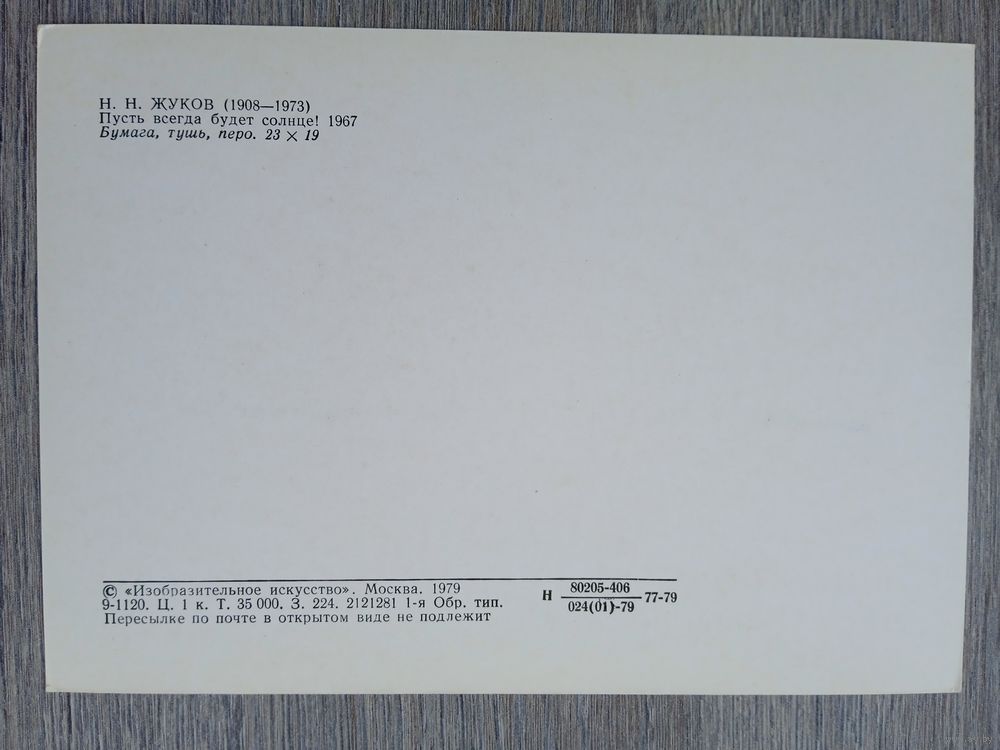 Н. Н. ЖУКОВ (1908—1973)
Пусть всегда будет солнце! 1967
Бумага, тушь, перо. 23 × 19
© «Изобразительное искусство». Москва. 1979
9-1120. Ц. 1 к. Т. 35 000. З. 224. 2121281 1-я Обр. тип.
Пересылке по почте в открытом виде не подлежит
80205-406
Н 77-79
024(01)-79